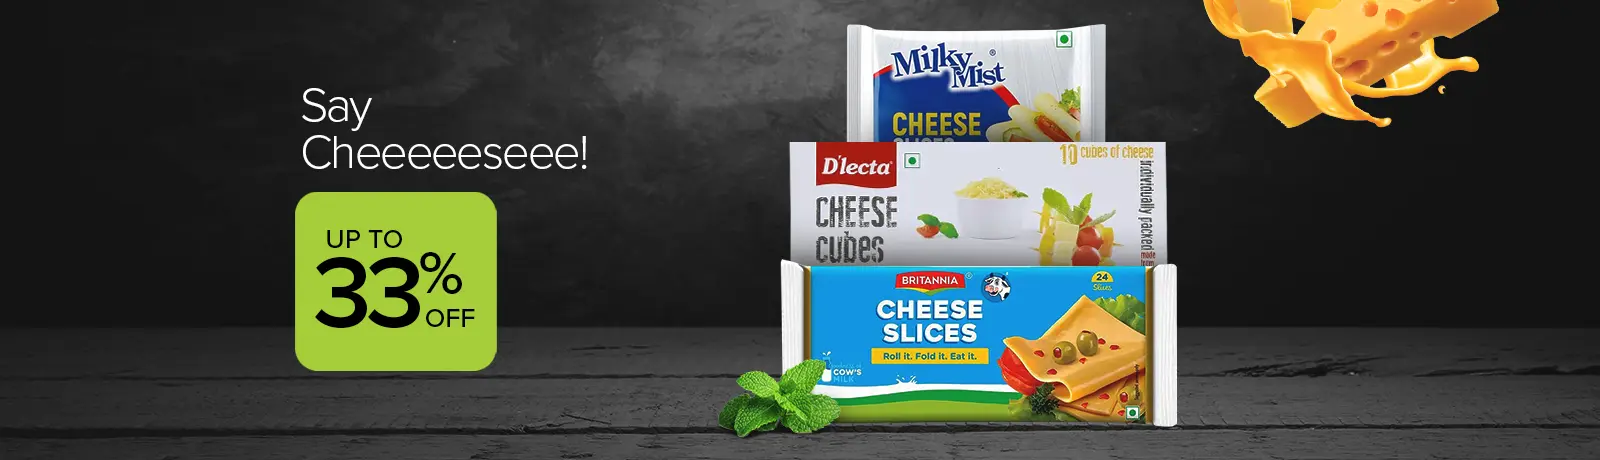 Say
Cheeeeeseee!
UP TO
33%
OFF
Milky
Mist
CHEESE
SLICES
D'lecta
10 cubes of cheese
CHEESE
cubes
individually packed
BRITANNIA
24
Slices
CHEESE
SLICES
Roll it. Fold it. Eat it.
COW'S
MILK